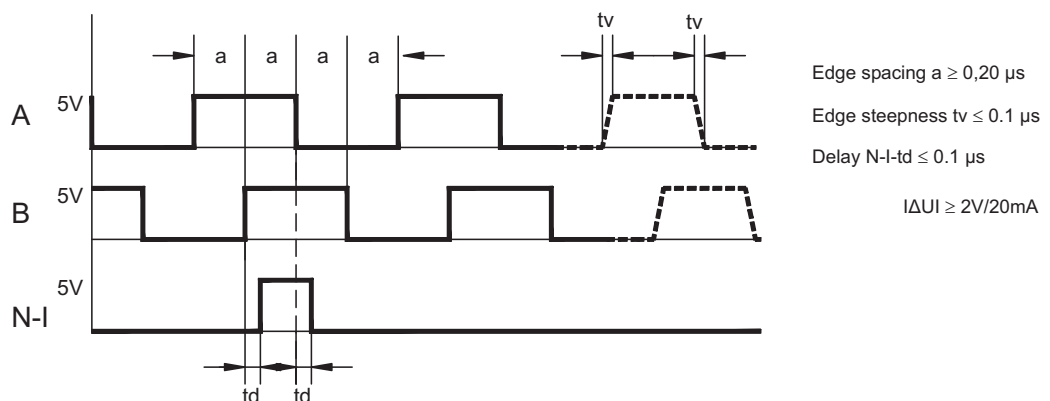 tv tv
a a a a
A 5V
B 5V
N-I 5V
td td
Edge spacing a ≥ 0,20 µs
Edge steepness tv ≤ 0.1 µs
Delay N-I-td ≤ 0.1 µs
IΔUI ≥ 2V/20mA